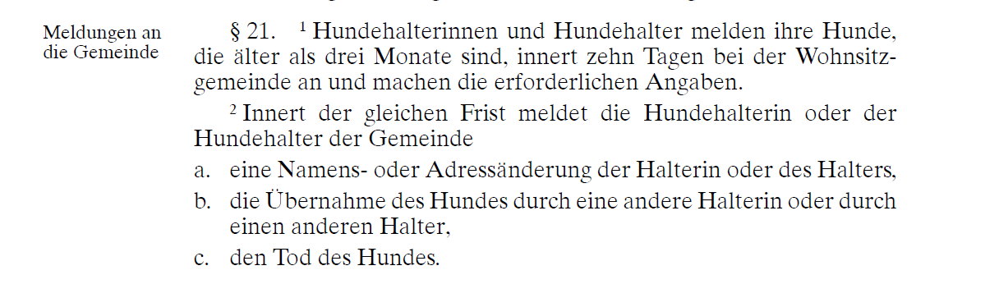 Meldungen an
die Gemeinde
§ 21. ¹ Hundehalterinnen und Hundehalter melden ihre Hunde,
die älter als drei Monate sind, innert zehn Tagen bei der Wohnsitz-
gemeinde an und machen die erforderlichen Angaben.
² Innert der gleichen Frist meldet die Hundehalterin oder der
Hundehalter der Gemeinde
a. eine Namens- oder Adressänderung der Halterin oder des Halters,
b. die Übernahme des Hundes durch eine andere Halterin oder durch
einen anderen Halter,
c. den Tod des Hundes.